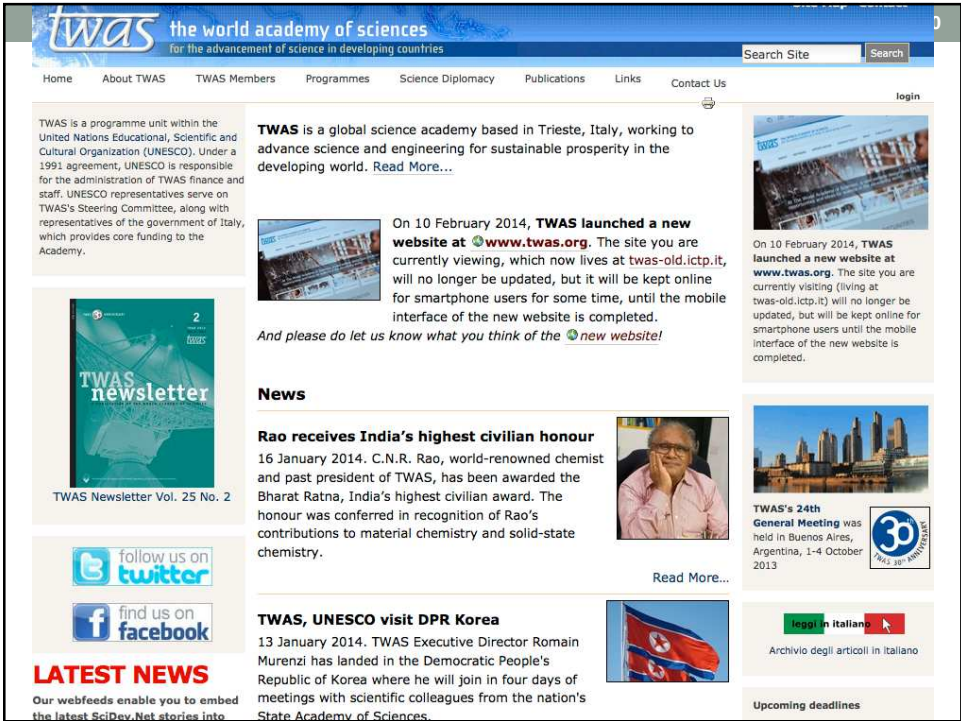 twas
the world academy of sciences
for the advancement of science in developing countries
Search Site
Search
Home
About TWAS
TWAS Members
Programmes
Science Diplomacy
Publications
Links
Contact Us
login
TWAS is a programme unit within the
United Nations Educational, Scientific and
Cultural Organization (UNESCO). Under a
1991 agreement, UNESCO is responsible
for the administration of TWAS finance and
staff. UNESCO representatives serve on
TWAS's Steering Committee, along with
representatives of the government of Italy,
which provides core funding to the
Academy.
2
twas
TWAS
newsletter
TWAS Newsletter Vol. 25 No. 2
follow us on
twitter
find us on
facebook
LATEST NEWS
Our webfeeds enable you to embed
the latest SciDev.Net stories into
TWAS is a global science academy based in Trieste, Italy, working to
advance science and engineering for sustainable prosperity in the
developing world. Read More...
On 10 February 2014, TWAS launched a new
website at www.twas.org. The site you are
currently viewing, which now lives at twas-old.ictp.it,
will no longer be updated, but it will be kept online
for smartphone users for some time, until the mobile
interface of the new website is completed.
And please do let us know what you think of the new website!
News
Rao receives India’s highest civilian honour
16 January 2014. C.N.R. Rao, world-renowned chemist
and past president of TWAS, has been awarded the
Bharat Ratna, India’s highest civilian award. The
honour was conferred in recognition of Rao’s
contributions to material chemistry and solid-state
chemistry.
Read More...
TWAS, UNESCO visit DPR Korea
13 January 2014. TWAS Executive Director Romain
Murenzi has landed in the Democratic People's
Republic of Korea where he will join in four days of
meetings with scientific colleagues from the nation's
State Academy of Sciences.
On 10 February 2014, TWAS
launched a new website at
www.twas.org. The site you are
currently visiting (living at
twas-old.ictp.it) will no longer be
updated, but will be kept online for
smartphone users until the mobile
interface of the new website is
completed.
TWAS's 24th
General Meeting was
held in Buenos Aires,
Argentina, 1-4 October
2013
30
TWAS 30th ANNIVERSARY
leggi in italiano
Archivio degli articoli in italiano
Upcoming deadlines